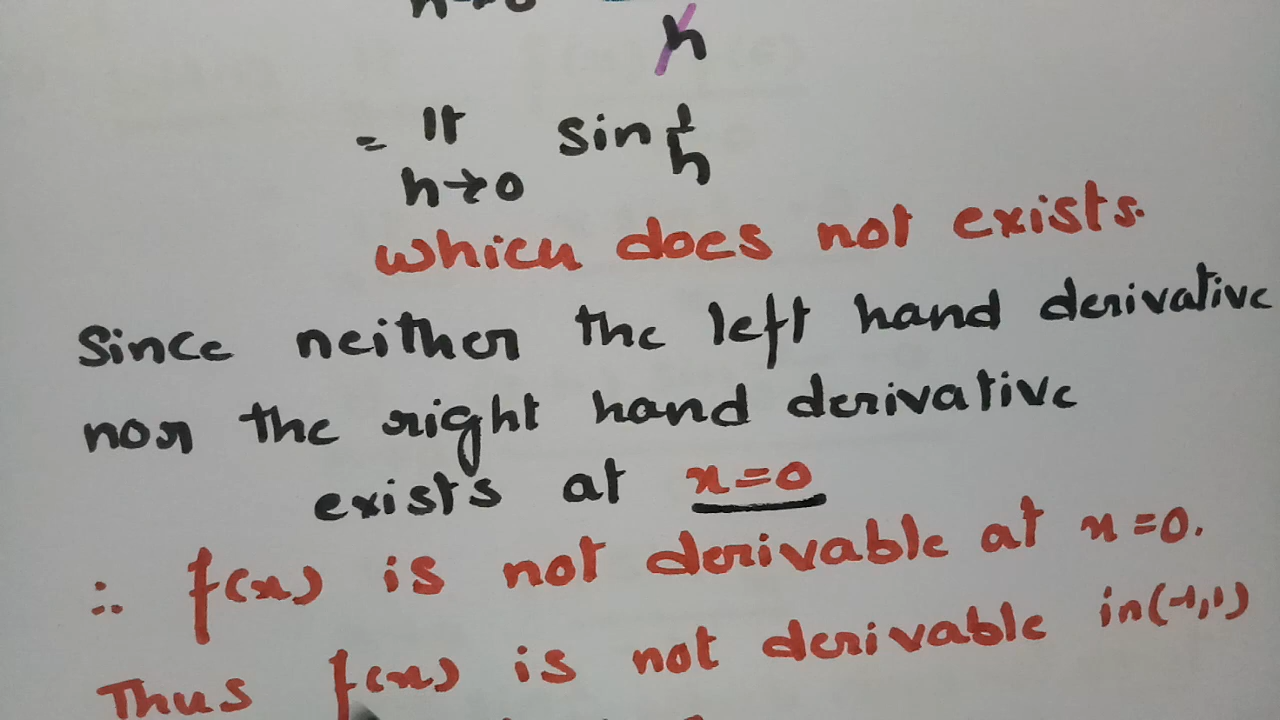 h
= lt sin 1/h
h→0
which does not exists.
Since neither the left hand derivative
nor the right hand derivative
exists at x=0
∴ f(x) is not derivable at x=0.
Thus f(x) is not derivable in(-1,1)